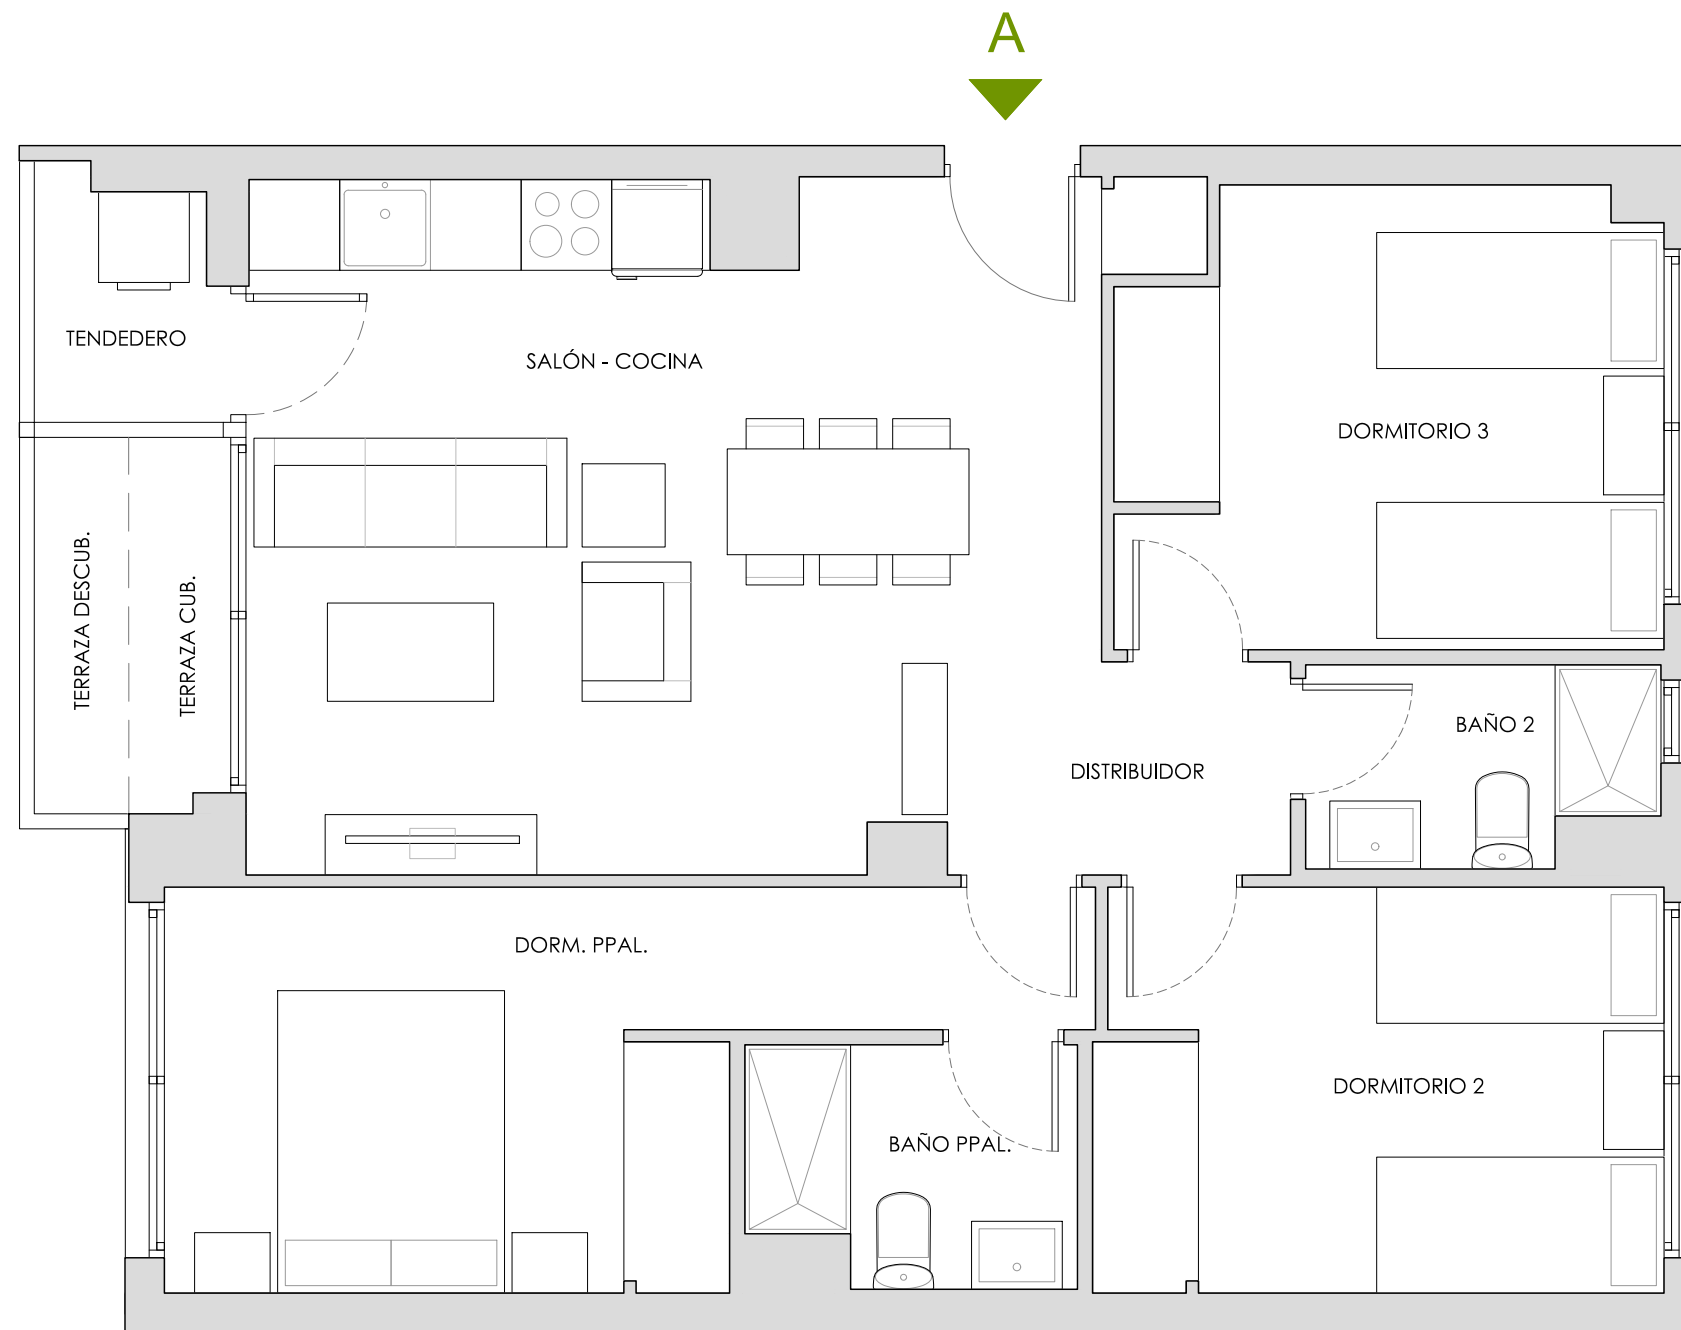 A
TENDEDERO
SALÓN - COCINA
DORMITORIO 3
TERRAZA DESCUB.
TERRAZA CUB.
BAÑO 2
DISTRIBUIDOR
DORM. PPAL.
DORMITORIO 2
BAÑO PPAL.